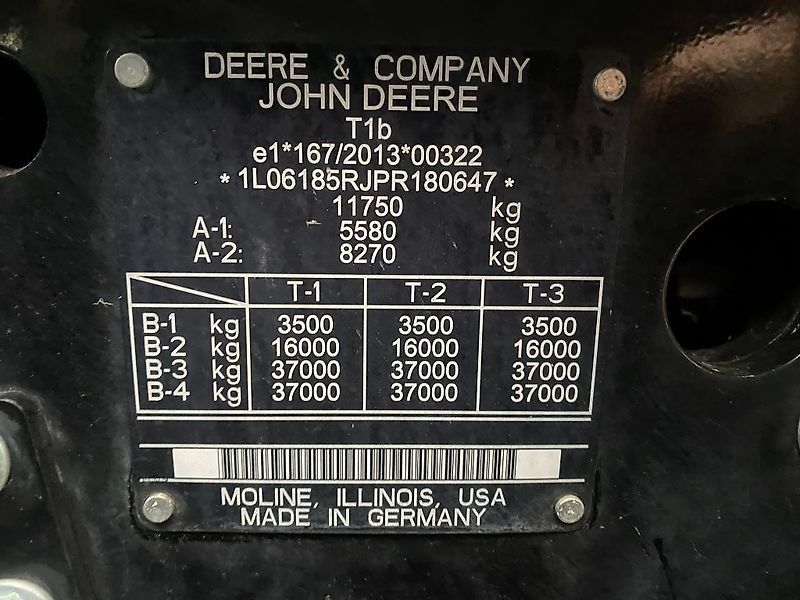 DEERE & COMPANY
JOHN DEERE
T1b
e1*167/2013*00322
* 1L06185RJPR180647 *
11750 kg
A-1: 5580 kg
A-2: 8270 kg
T-1 T-2 T-3
B-1 kg 3500 3500 3500
B-2 kg 16000 16000 16000
B-3 kg 37000 37000 37000
B-4 kg 37000 37000 37000
MOLINE, ILLINOIS, USA
MADE IN GERMANY